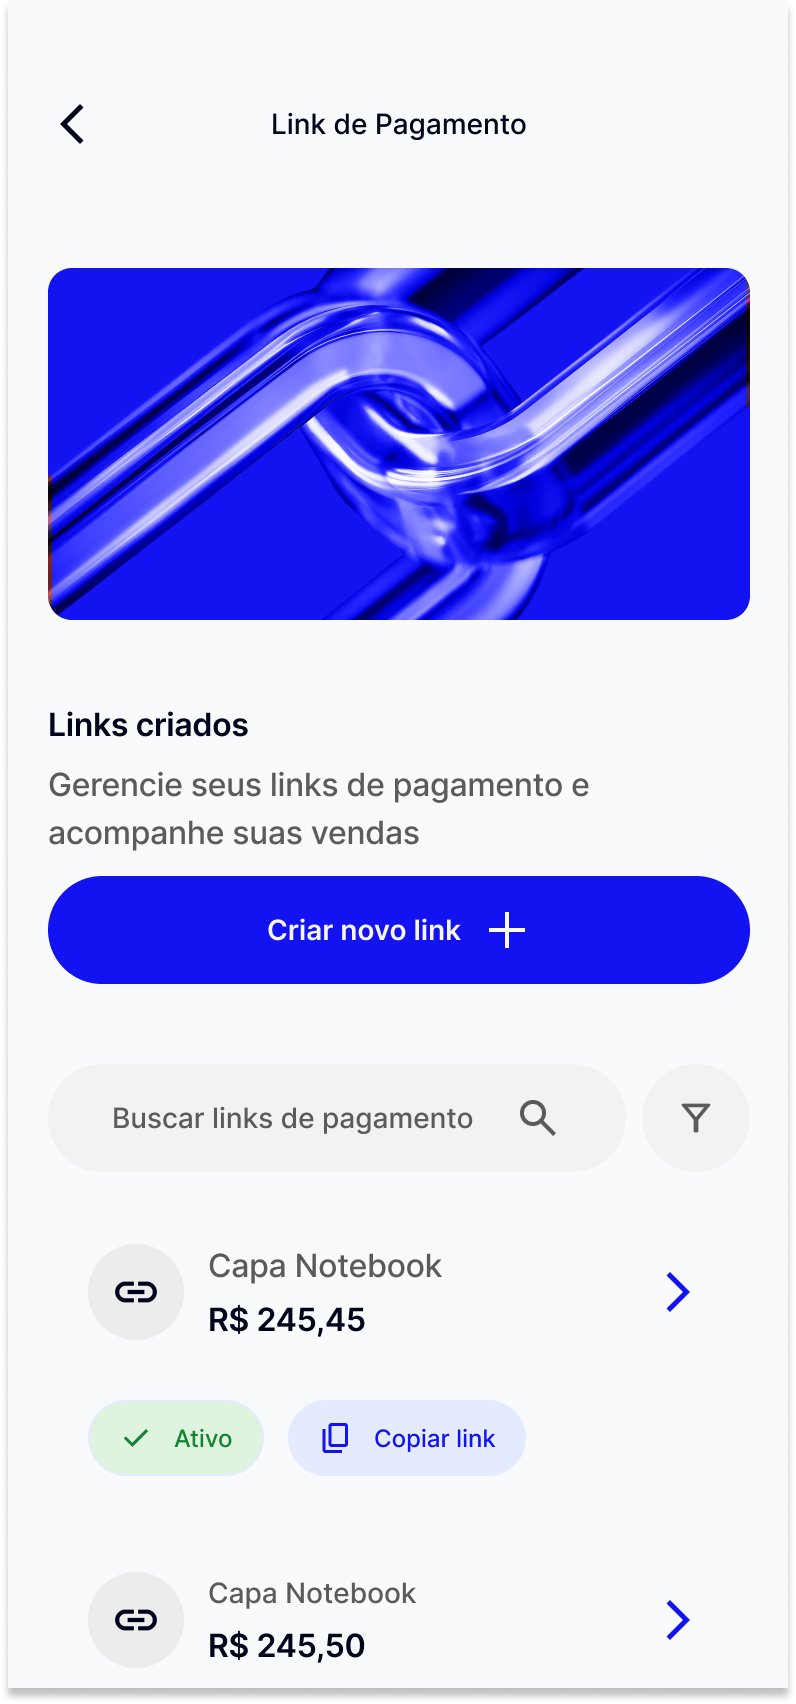 Link de Pagamento
Links criados
Gerencie seus links de pagamento e
acompanhe suas vendas
Criar novo link
Buscar links de pagamento
Capa Notebook
R$ 245,45
Ativo
Copiar link
Capa Notebook
R$ 245,50